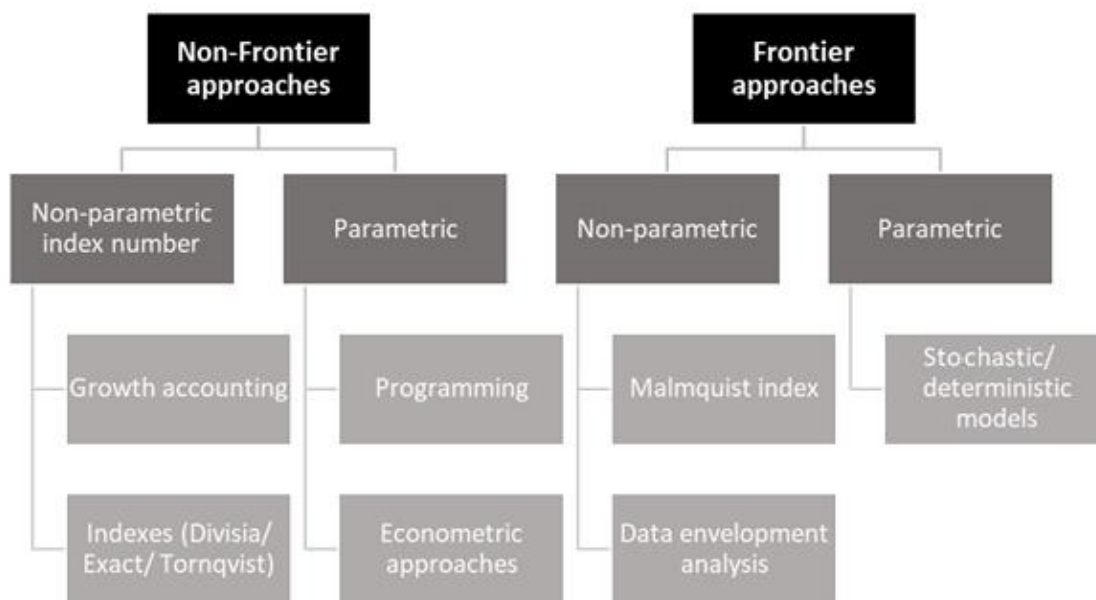 Non-Frontier
approaches
Frontier
approaches
Non-parametric
index number
Parametric
Non-parametric
Parametric
Growth accounting
Programming
Malmquist index
Stochastic/
deterministic
models
Indexes (Divisia/
Exact/ Tornqvist)
Econometric
approaches
Data envelopment
analysis